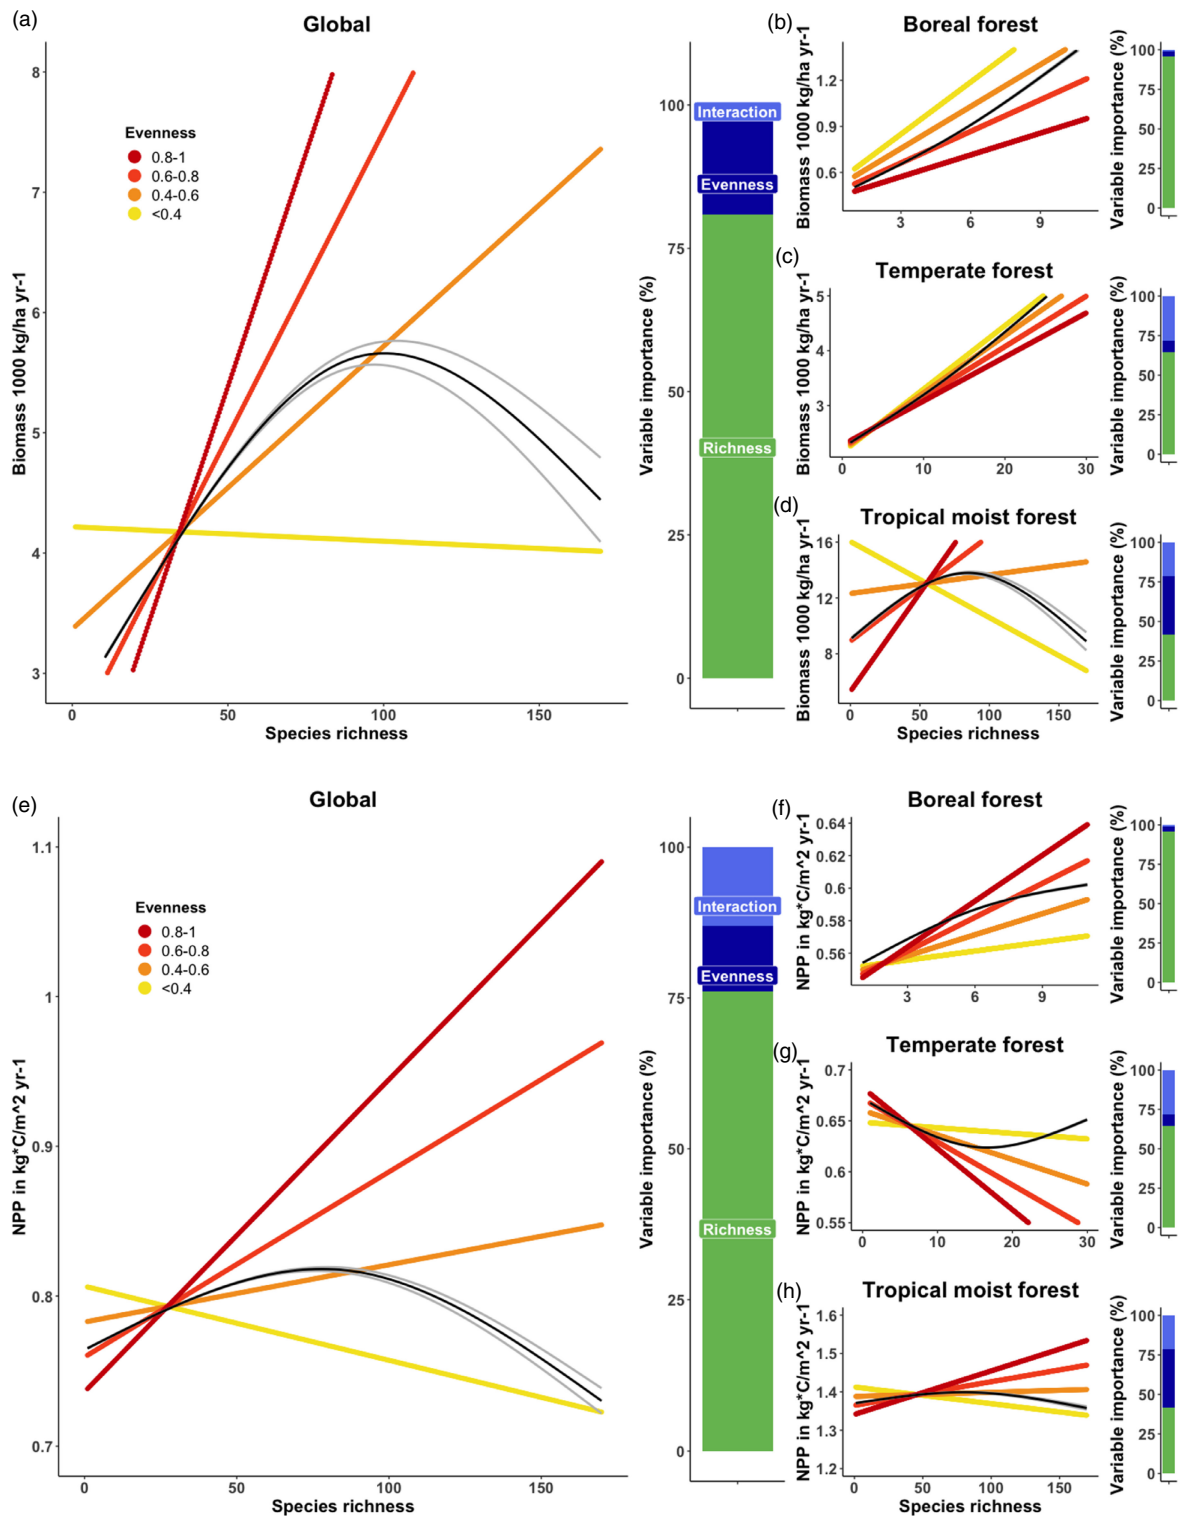 (a)
Global
Biomass 1000 kg/ha yr-1
8
7
6
5
4
3
Evenness
0.8-1
0.6-0.8
0.4-0.6
<0.4
0
50
100
150
Species richness
Variable importance (%)
100
75
50
25
0
Interaction
Evenness
Richness
(b)
Boreal forest
Biomass 1000 kg/ha yr-1
1.2
0.9
0.6
3
6
9
Variable importance (%)
100
75
50
25
0
(c)
Temperate forest
Biomass 1000 kg/ha yr-1
5
4
3
0
10
20
30
Variable importance (%)
100
75
50
25
0
(d)
Tropical moist forest
Biomass 1000 kg/ha yr-1
16
12
8
0
50
100
150
Species richness
Variable importance (%)
100
75
50
25
0
(e)
Global
NPP in kg*C/m^2 yr-1
1.1
1
0.9
0.8
0.7
Evenness
0.8-1
0.6-0.8
0.4-0.6
<0.4
0
50
100
150
Species richness
Variable importance (%)
100
75
50
25
0
Interaction
Evenness
Richness
(f)
Boreal forest
NPP in kg*C/m^2 yr-1
0.64
0.62
0.6
0.58
0.56
3
6
9
Variable importance (%)
100
75
50
25
0
(g)
Temperate forest
NPP in kg*C/m^2 yr-1
0.7
0.65
0.6
0.55
0
10
20
30
Variable importance (%)
100
75
50
25
0
(h)
Tropical moist forest
NPP in kg*C/m^2 yr-1
1.6
1.5
1.4
1.3
1.2
0
50
100
150
Species richness
Variable importance (%)
100
75
50
25
0